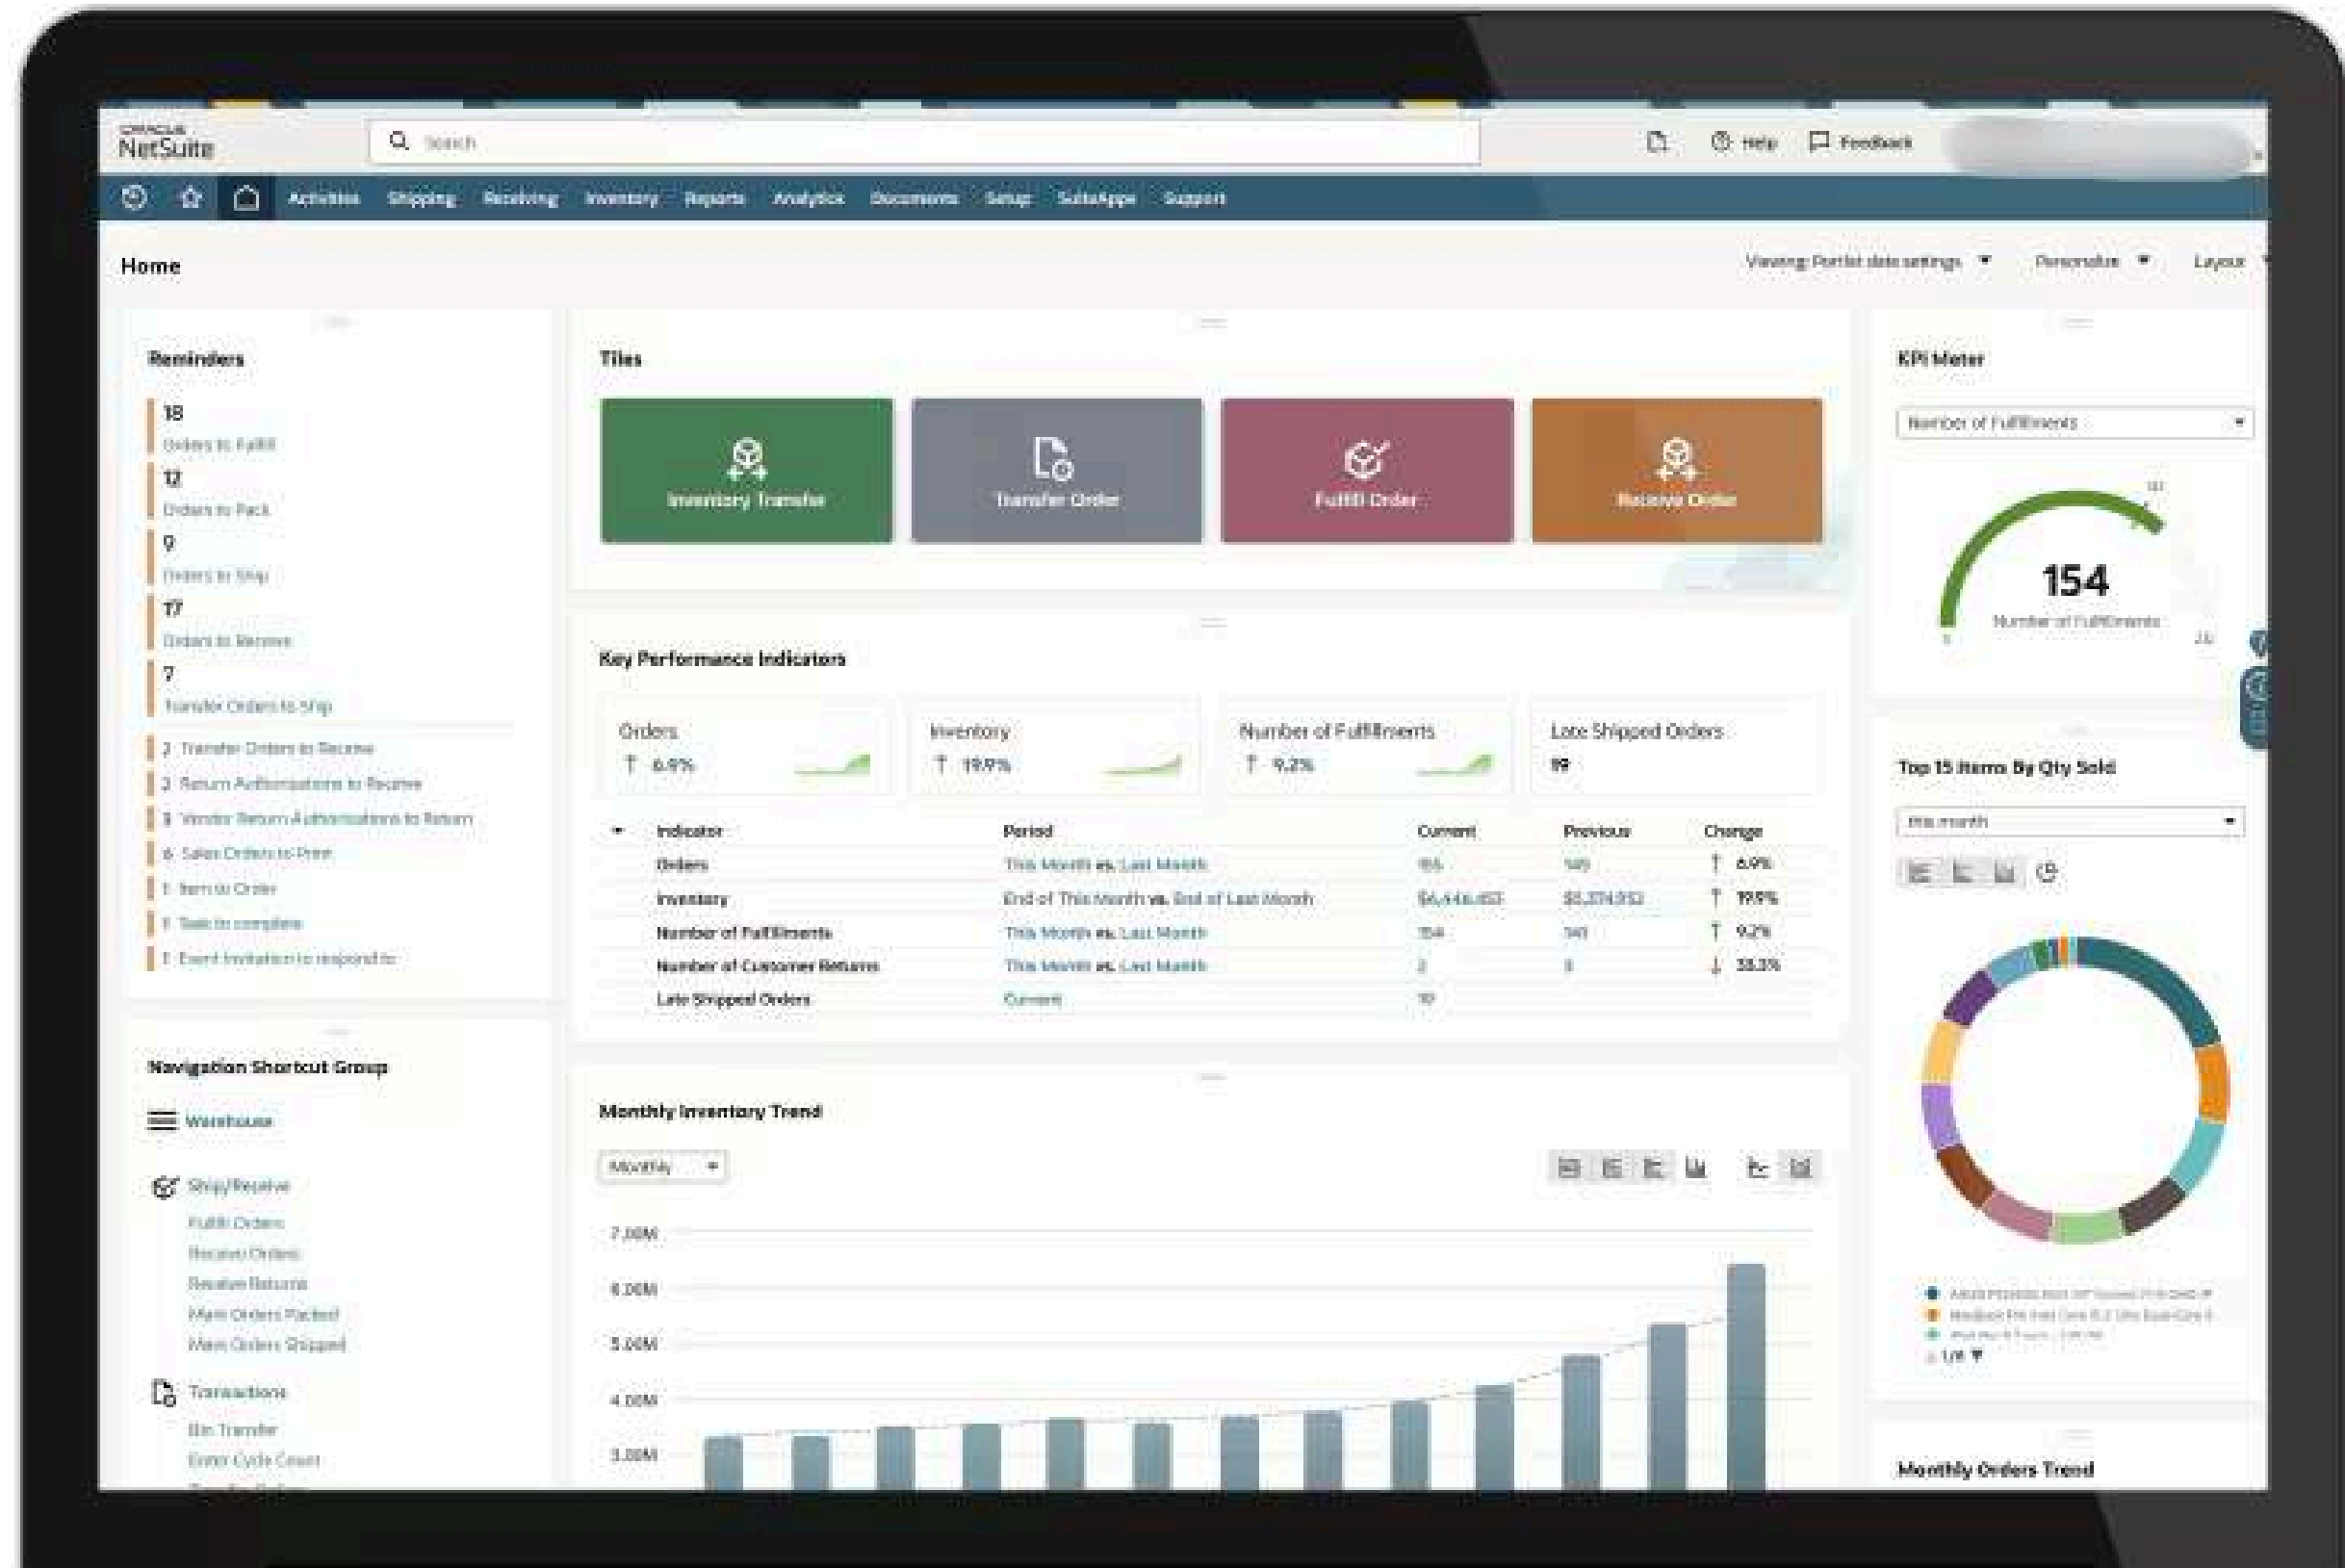 ORACLE
NetSuite
Search
Help
Feedback
Activities Shipping Receiving Inventory Reports Analytics Documents Setup SuiteApps Support
Home
Viewing: Portlet date settings
Personalize
Layout
Reminders
18
Orders to Fulfill
12
Orders to Pack
9
Orders to Ship
17
Orders to Receive
7
Transfer Orders to Ship
2 Transfer Orders to Receive
2 Return Authorizations to Receive
3 Vendor Return Authorizations to Return
6 Sales Orders to Print
1 Item to Order
1 Task to complete
1 Event invitation to respond to
Navigation Shortcut Group
Warehouse
Ship/Receive
Fulfill Orders
Receive Orders
Receive Returns
Mark Orders Packed
Mark Orders Shipped
Transactions
Bin Transfer
Enter Cycle Count
Tiles
Inventory Transfer
Transfer Order
Fulfill Order
Receive Order
Key Performance Indicators
Orders
6.9%
Inventory
19.9%
Number of Fulfillments
9.2%
Late Shipped Orders
19
Indicator Period Current Previous Change
Orders This Month vs. Last Month 155 145 6.9%
Inventory End of This Month vs. End of Last Month 19.9%
Number of Fulfillments This Month vs. Last Month 154 141 9.2%
Number of Customer Returns This Month vs. Last Month 2 3 33.3%
Late Shipped Orders Current 19
Monthly Inventory Trend
Monthly
7.00M
6.00M
5.00M
4.00M
3.00M
KPI Meter
Number of Fulfillments
0
154
Number of Fulfillments
Top 15 Items By Qty Sold
this month
Monthly Orders Trend